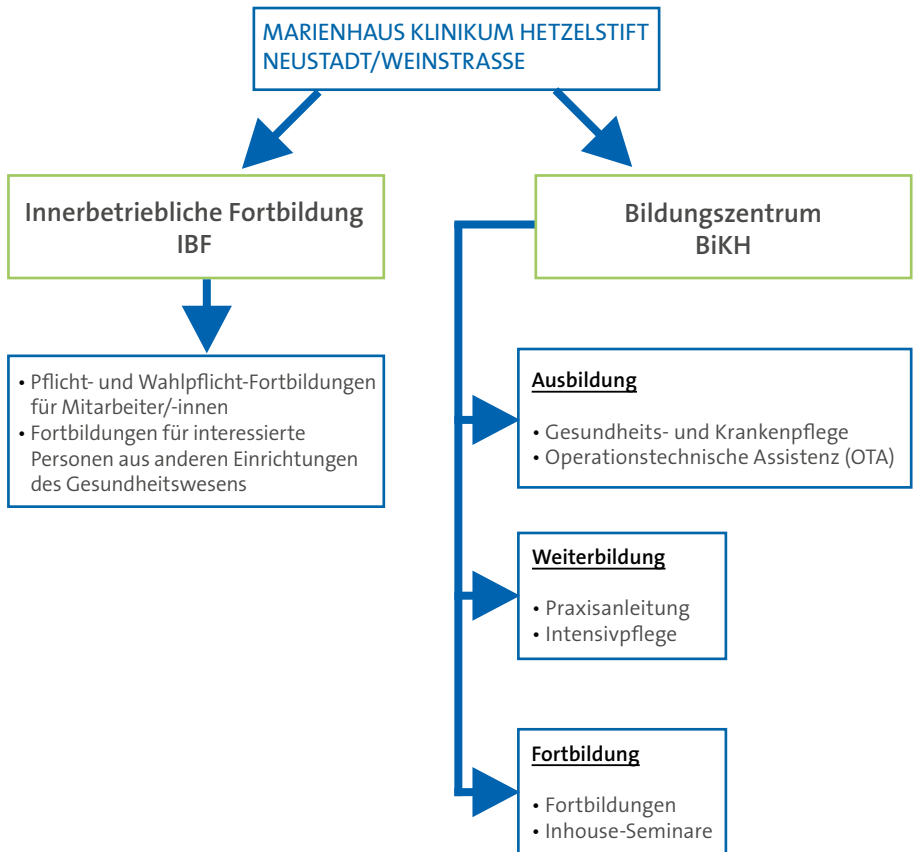 MARIENHAUS KLINIKUM HETZELSTIFT
NEUSTADT/WEINSTRASSE
Innerbetriebliche Fortbildung
IBF
• Pflicht- und Wahlpflicht-Fortbildungen
für Mitarbeiter/-innen
• Fortbildungen für interessierte
Personen aus anderen Einrichtungen
des Gesundheitswesens
Bildungszentrum
BiKH
Ausbildung
• Gesundheits- und Krankenpflege
• Operationstechnische Assistenz (OTA)
Weiterbildung
• Praxisanleitung
• Intensivpflege
Fortbildung
• Fortbildungen
• Inhouse-Seminare